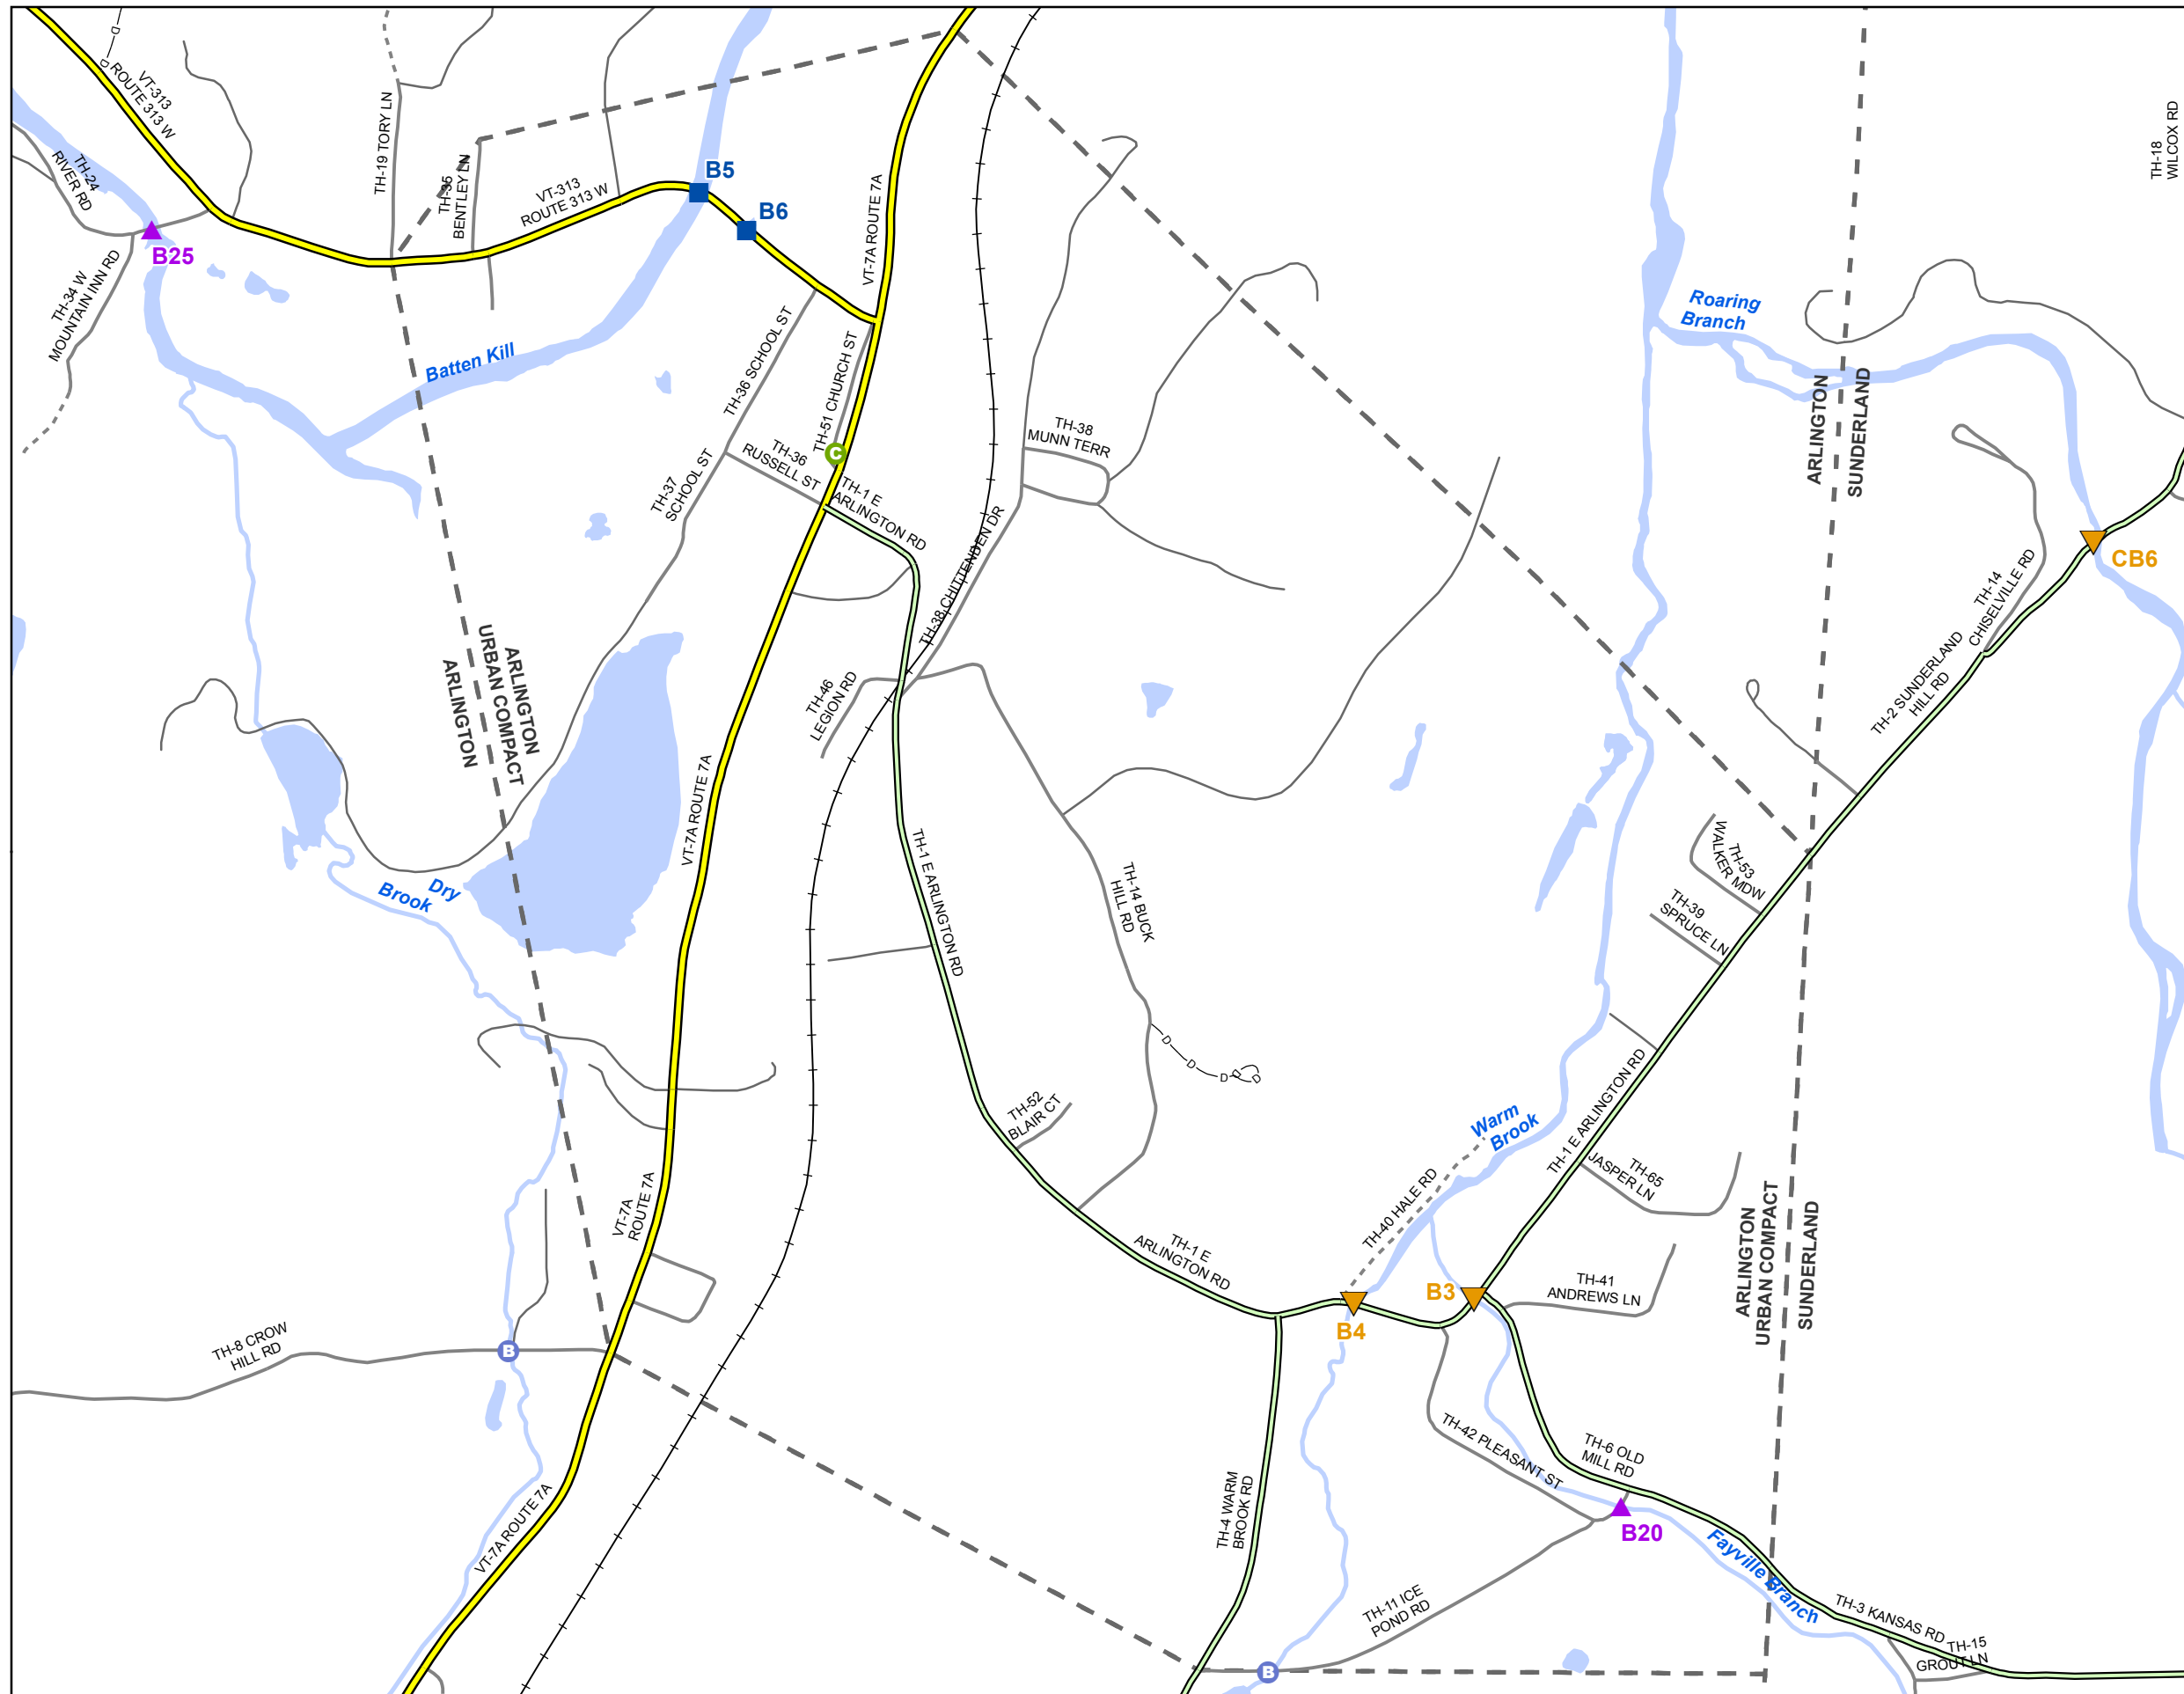 D
D
VT-313
ROUTE 313 W
TH-24
RIVER RD
B25
TH-34 W
MOUNTAIN INN RD
TH-19 TORY LN
TH-35
BENTLEY LN
VT-313
ROUTE 313 W
B5
B6
VT-7A ROUTE 7A
TH-18
WILCOX RD
Batten Kill
TH-36 SCHOOL ST
TH-51 CHURCH ST
C
TH-36
RUSSELL ST
TH-37
SCHOOL ST
TH-1 E
ARLINGTON RD
TH-38
MUNN TERR
TH-38 CHITTENDEN DR
Roaring
Branch
ARLINGTON
SUNDERLAND
CB6
TH-14
CHISELVILLE RD
TH-2 SUNDERLAND
HILL RD
ARLINGTON
URBAN COMPACT
ARLINGTON
TH-46
LEGION RD
VT-7A ROUTE 7A
TH-1 E ARLINGTON RD
TH-14 BUCK
HILL RD
TH-53
WALKER MDW
TH-39
SPRUCE LN
Dry
Brook
D
D
D
D
D
TH-52
BLAIR CT
Warm
Brook
TH-1 E ARLINGTON RD
TH-65
JASPER LN
TH-40 HALE RD
VT-7A
ROUTE 7A
TH-1 E
ARLINGTON RD
TH-41
ANDREWS LN
ARLINGTON
URBAN COMPACT
SUNDERLAND
B3
B4
TH-8 CROW
HILL RD
B
TH-42 PLEASANT ST
TH-6 OLD
MILL RD
TH-4 WARM
BROOK RD
B20
VT-7A ROUTE 7A
Fayville Branch
TH-11 ICE
POND RD
TH-3 KANSAS RD
TH-15
GROUT LN
B